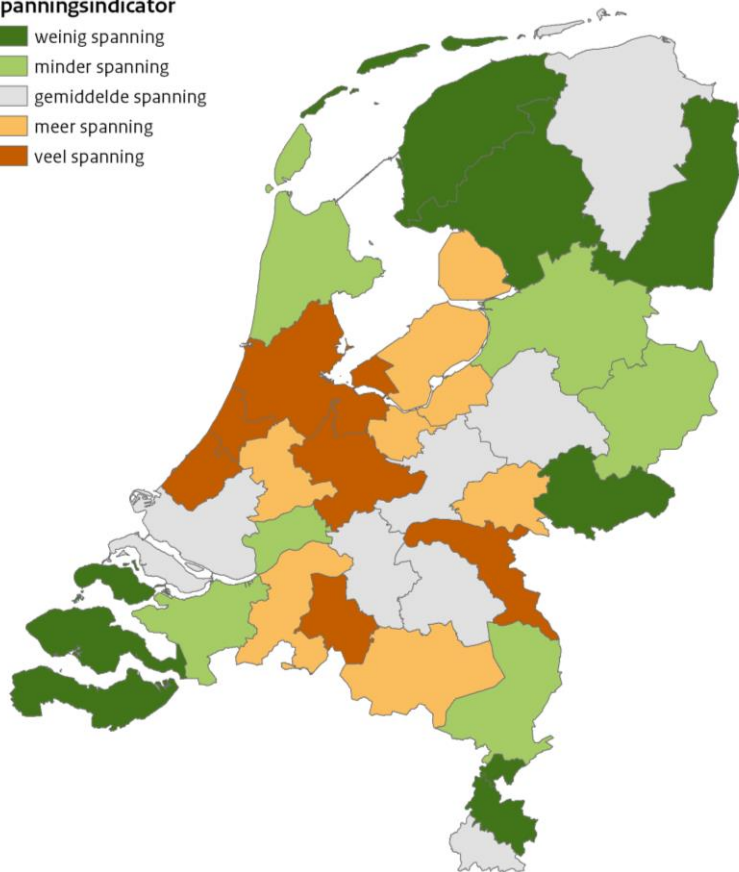 panningsindicator
weinig spanning
minder spanning
gemiddelde spanning
meer spanning
veel spanning